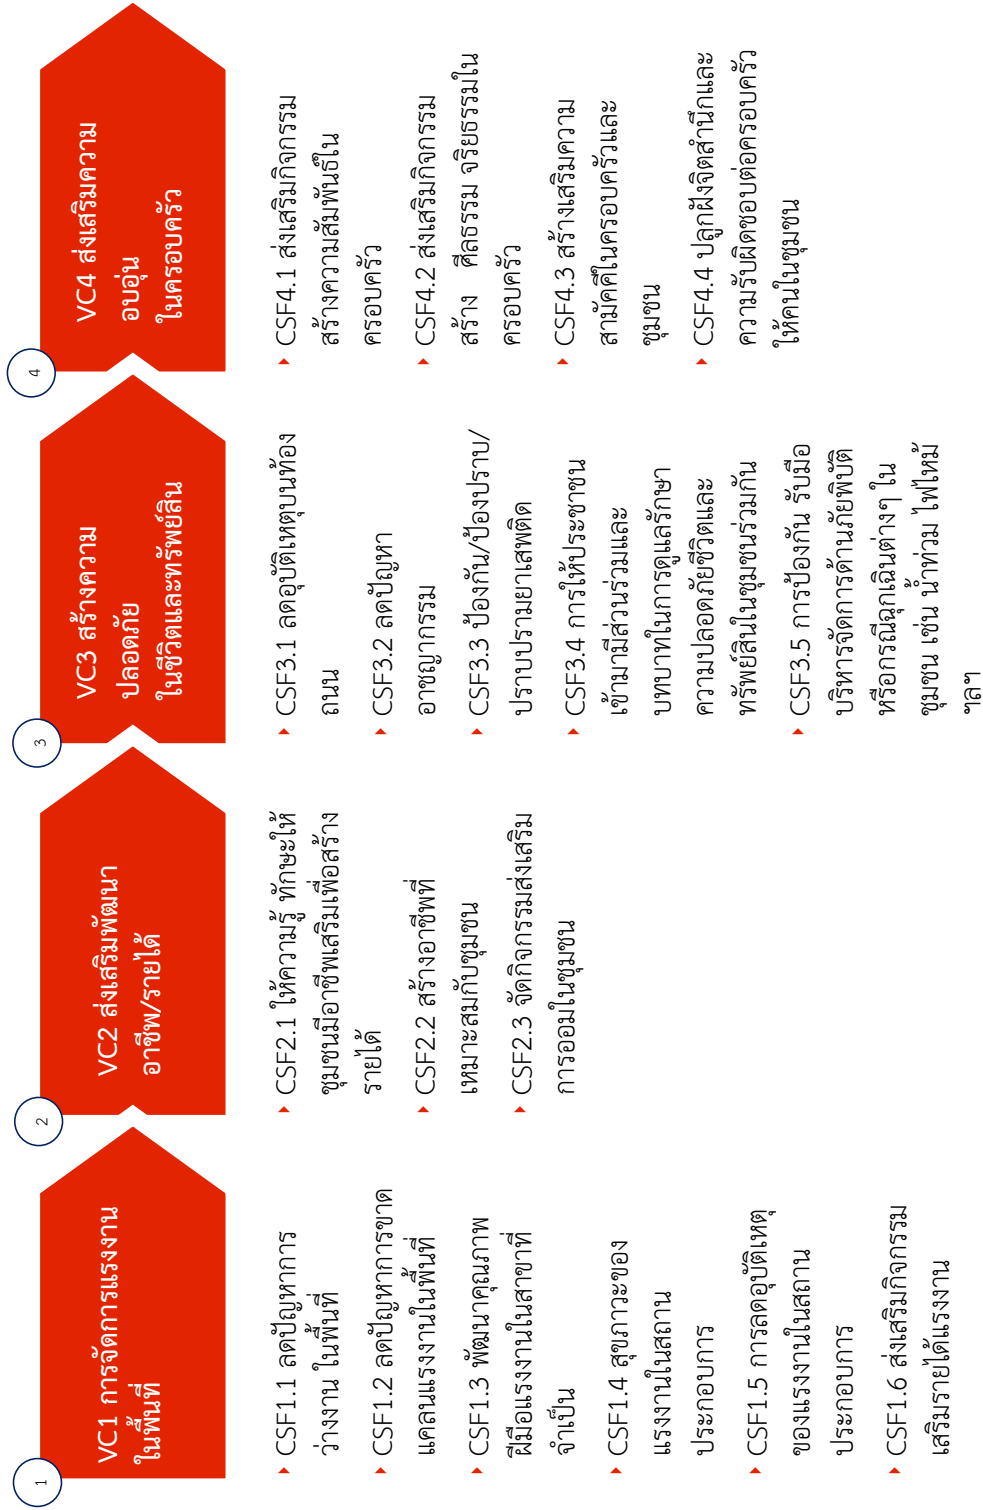 1
VC1 การจัดการแรงงาน
ในพื้นที่
CSF1.1 ลดปัญหาการ
ว่างงาน ในพื้นที่
CSF1.2 ลดปัญหาการขาด
แคลนแรงงานในพื้นที่
CSF1.3 พัฒนาคุณภาพ
ฝีมือแรงงานในสาขาที่
จำเป็น
CSF1.4 สุขภาวะของ
แรงงานในสถาน
ประกอบการ
CSF1.5 การลดอุบัติเหตุ
ของแรงงานในสถาน
ประกอบการ
CSF1.6 ส่งเสริมกิจกรรม
เสริมรายได้แรงงาน
2
VC2 ส่งเสริมพัฒนา
อาชีพ/รายได้
CSF2.1 ให้ความรู้ ทักษะให้
ชุมชนมีอาชีพเสริมเพื่อสร้าง
รายได้
CSF2.2 สร้างอาชีพที่
เหมาะสมกับชุมชน
CSF2.3 จัดกิจกรรมส่งเสริม
การออมในชุมชน
3
VC3 สร้างความ
ปลอดภัย
ในชีวิตและทรัพย์สิน
CSF3.1 ลดอุบัติเหตุบนท้อง
ถนน
CSF3.2 ลดปัญหา
อาชญากรรม
CSF3.3 ป้องกัน/ป้องปราบ/
ปราบปรามยาเสพติด
CSF3.4 การให้ประชาชน
เข้ามามีส่วนร่วมและ
บทบาทในการดูแลรักษา
ความปลอดภัยชีวิตและ
ทรัพย์สินในชุมชนร่วมกัน
CSF3.5 การป้องกัน รับมือ
บริหารจัดการด้านภัยพิบัติ
หรือกรณีฉุกเฉินต่างๆ ใน
ชุมชน เช่น น้ำท่วม ไฟไหม้
ฯลฯ
4
VC4 ส่งเสริมความ
อบอุ่น
ในครอบครัว
CSF4.1 ส่งเสริมกิจกรรม
สร้างความสัมพันธ์ใน
ครอบครัว
CSF4.2 ส่งเสริมกิจกรรม
สร้าง ศีลธรรม จริยธรรมใน
ครอบครัว
CSF4.3 สร้างเสริมความ
สามัคคีในครอบครัวและ
ชุมชน
CSF4.4 ปลูกฝังจิตสำนึกและ
ความรับผิดชอบต่อครอบครัว
ให้คนในชุมชน